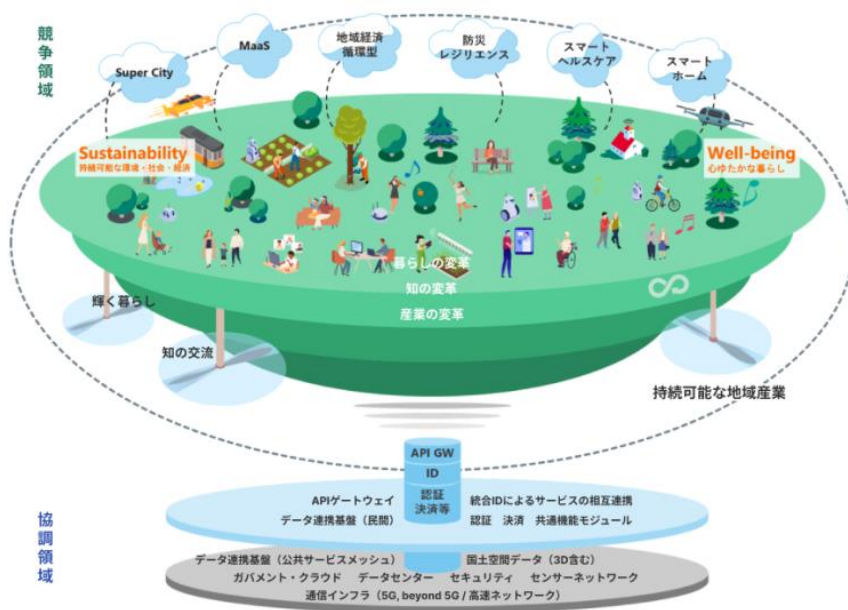 競争領域
Super City
MaaS
地域経済
循環型
防災
レジリエンス
スマート
ヘルスケア
スマート
ホーム
Sustainability
持続可能な環境・社会・経済
Well-being
心ゆたかな暮らし
暮らしの変革
知の変革
産業の変革
輝く暮らし
知の交流
持続可能な地域産業
協調領域
API GW
ID
認証
決済等
APIゲートウェイ
統合IDによるサービスの相互連携
データ連携基盤（民間）
認証 決済 共通機能モジュール
データ連携基盤（公共サービスメッシュ）
国土空間データ（3D含む）
ガバメント・クラウド データセンター セキュリティ センサーネットワーク
通信インフラ（5G, beyond 5G / 高速ネットワーク）